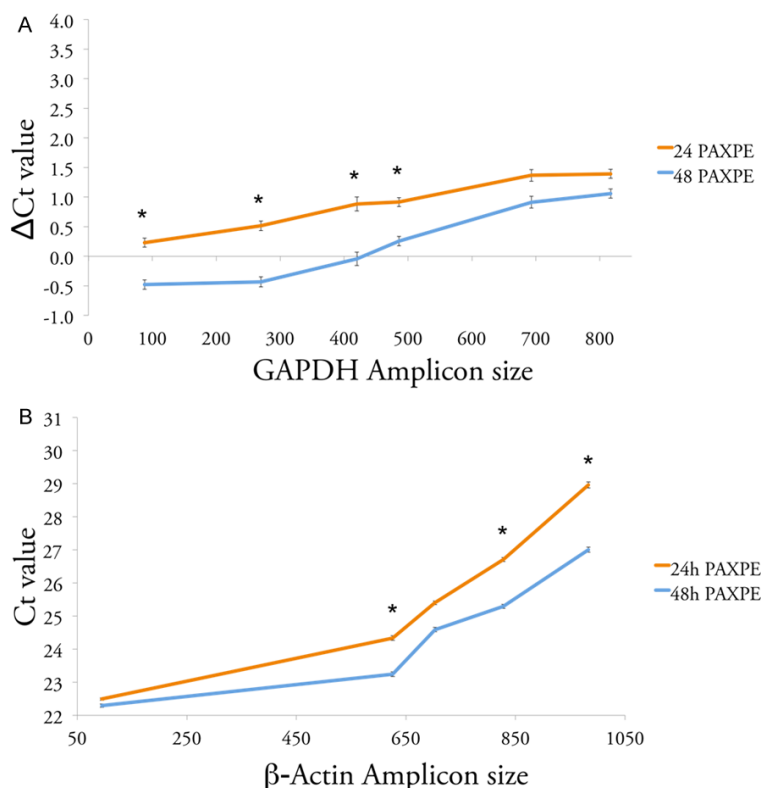 A
4.0
3.5
3.0
2.5
2.0
1.5
1.0
0.5
0.0
-0.5
-1.0
ΔCt value
* * * *
24 PAXPE
48 PAXPE
0 100 200 300 400 500 600 700 800
GAPDH Amplicon size
B
31
30
29
28
27
26
25
24
23
22
Ct value
* * *
24h PAXPE
48h PAXPE
50 250 450 650 850 1050
β-Actin Amplicon size